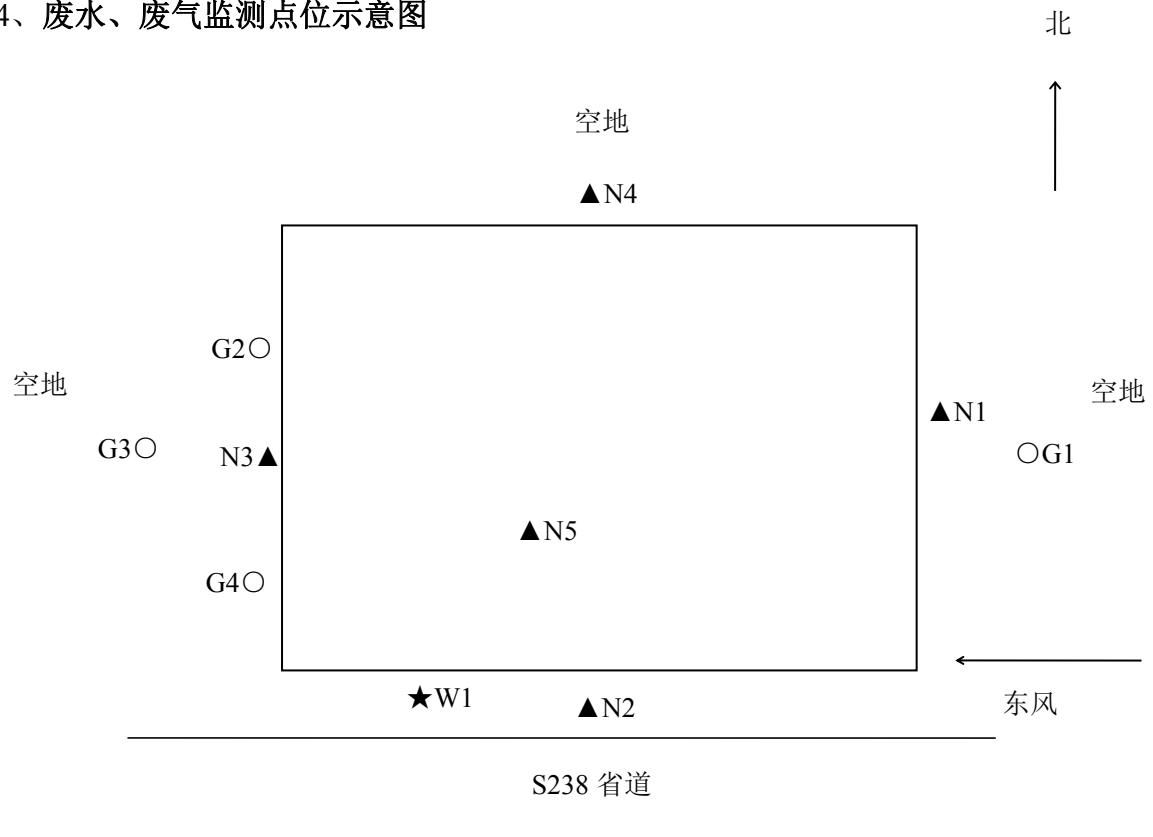 4、废水、废气监测点位示意图
北
空地
▲N4
G2○
空地
空地
▲N1
G3○
N3▲
○G1
▲N5
G4○
★W1
▲N2
东风
S238 省道